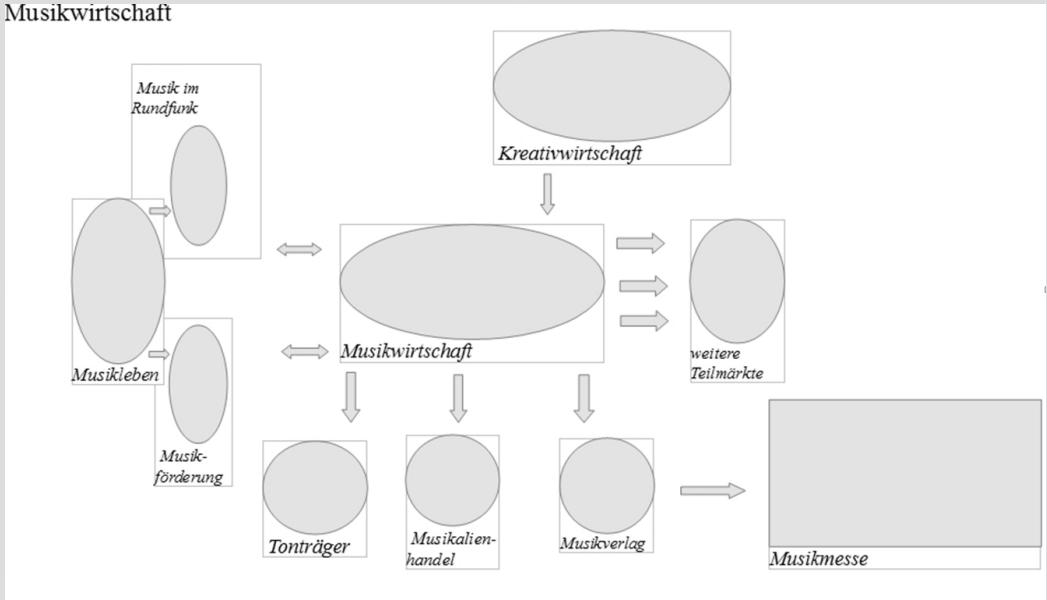 Musikwirtschaft
Musik im
Rundfunk
Kreativwirtschaft
Musikleben
Musikwirtschaft
weitere
Teilmärkte
Musik-
förderung
Tonträger
Musikalien-
handel
Musikverlag
Musikmesse